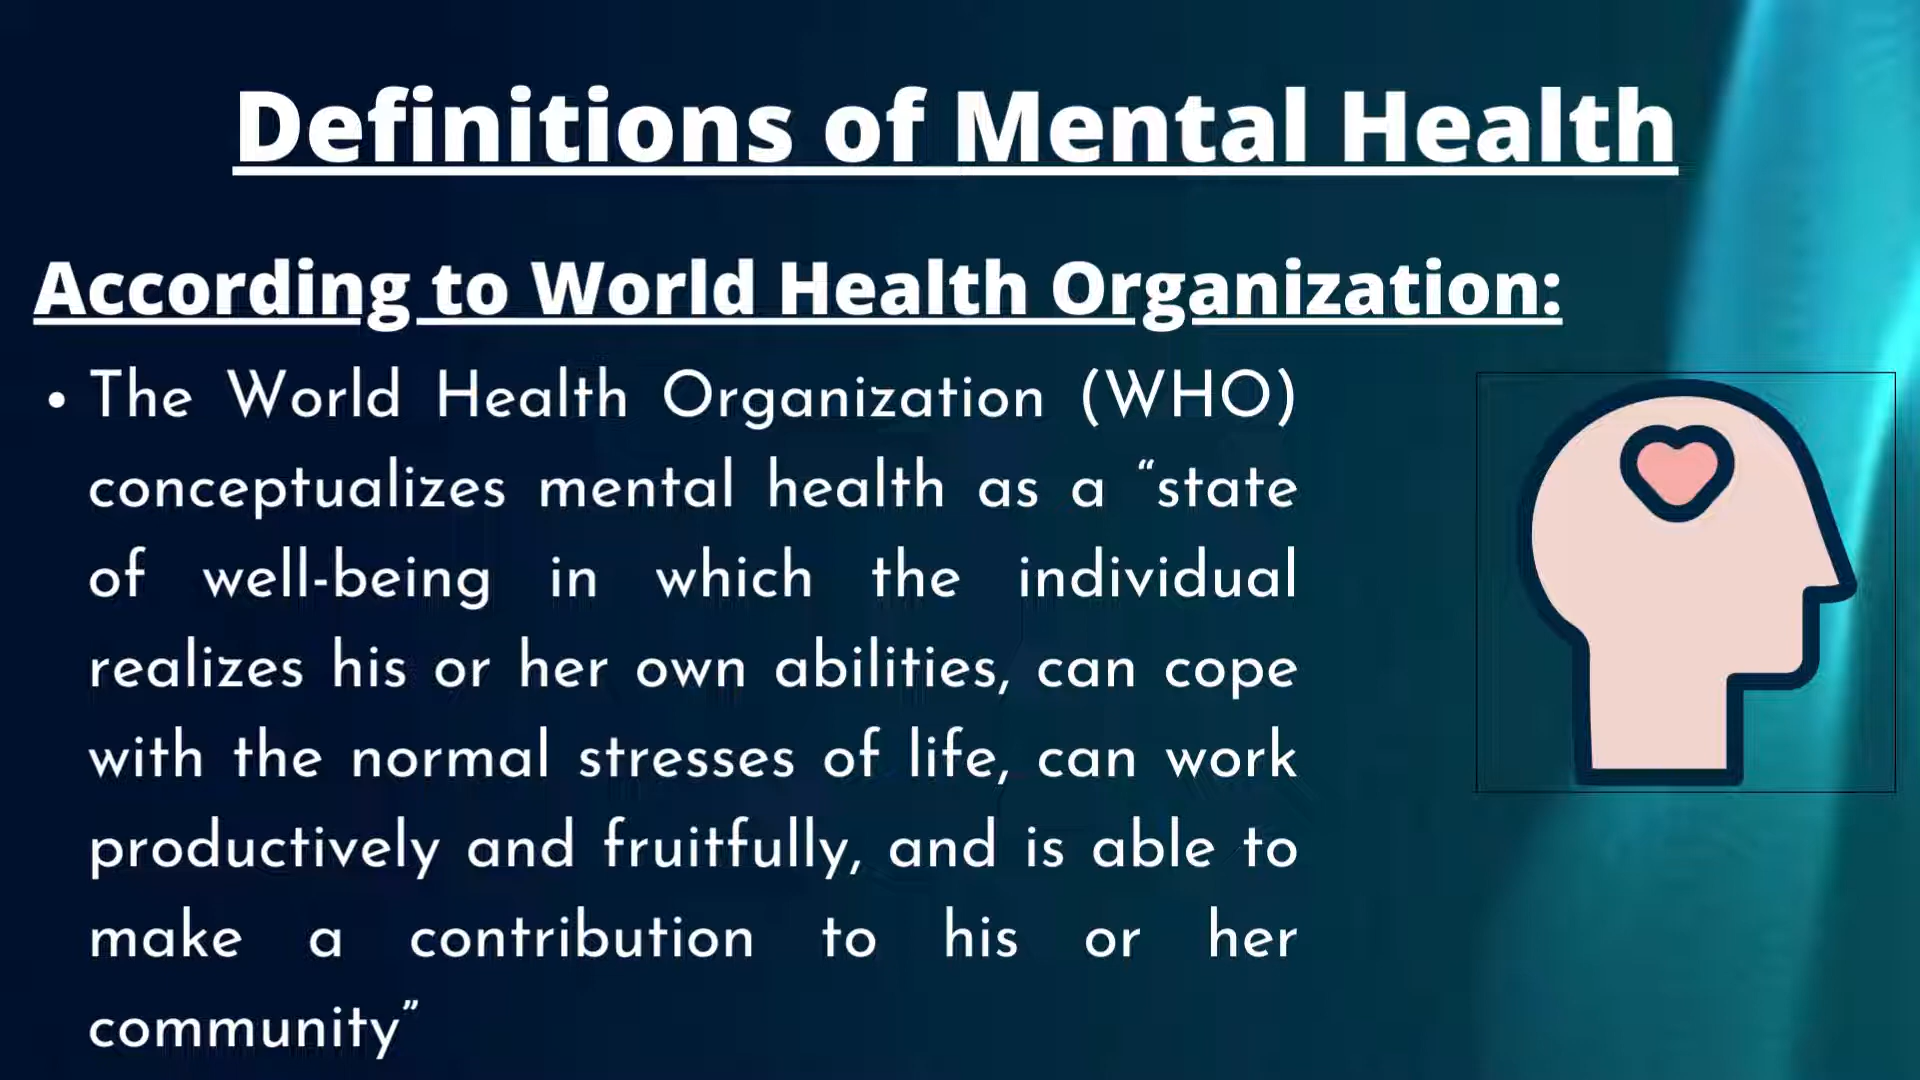 Definitions of Mental Health
According to World Health Organization:
• The World Health Organization (WHO)
conceptualizes mental health as a “state
of well-being in which the individual
realizes his or her own abilities, can cope
with the normal stresses of life, can work
productively and fruitfully, and is able to
make a contribution to his or her
community”